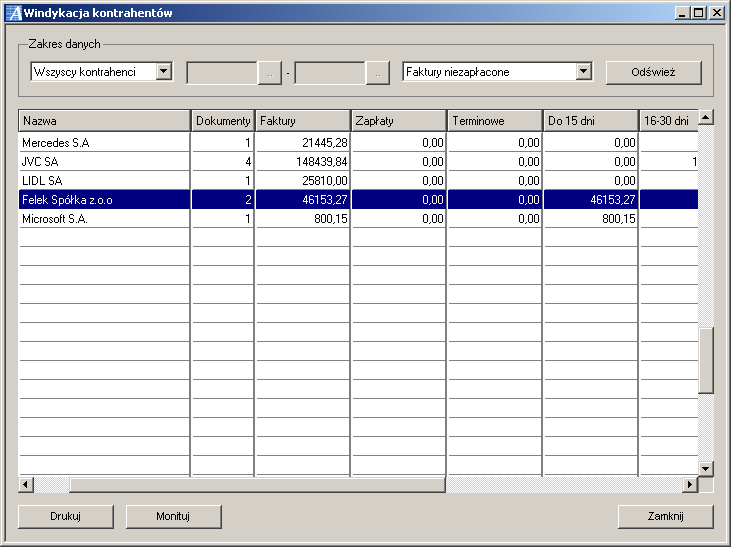 Windykacja kontrahentów
Zakres danych
Wszyscy kontrahenci .. - .. Faktury niezapłacone Odśwież
Nazwa Dokumenty Faktury Zapłaty Terminowe Do 15 dni 16-30 dni
Mercedes S.A 1 21445,28 0,00 0,00 0,00
JVC SA 4 148439,84 0,00 0,00 0,00 1
LIDL SA 1 25810,00 0,00 0,00 0,00
Felek Spółka z.o.o 2 46153,27 0,00 0,00 46153,27
Microsoft S.A. 1 800,15 0,00 0,00 800,15
Drukuj Monituj Zamknij